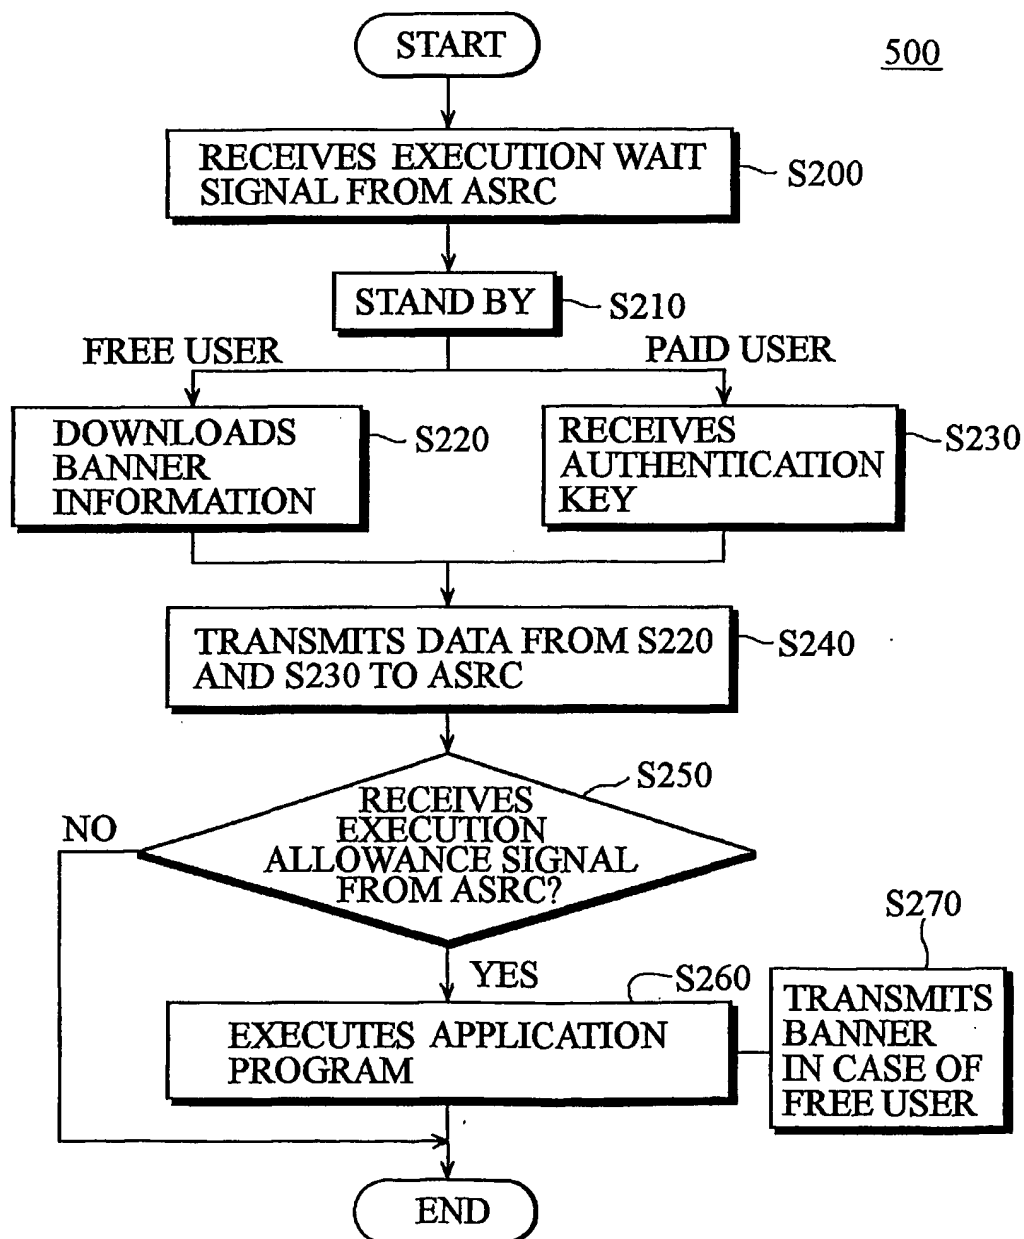 START
500
RECEIVES EXECUTION WAIT
SIGNAL FROM ASRC
S200
STAND BY
S210
FREE USER
PAID USER
DOWNLOADS
BANNER
INFORMATION
S220
RECEIVES
AUTHENTICATION
KEY
S230
TRANSMITS DATA FROM S220
AND S230 TO ASRC
S240
S250
RECEIVES
EXECUTION
ALLOWANCE SIGNAL
FROM ASRC?
NO
YES
S260
S270
EXECUTES APPLICATION
PROGRAM
TRANSMITS
BANNER
IN CASE OF
FREE USER
END